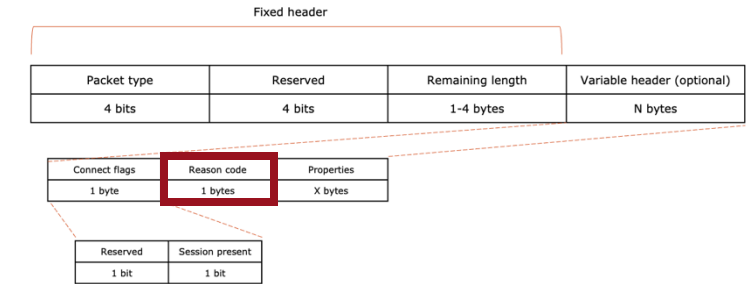 Fixed header
Packet type Reserved Remaining length Variable header (optional)
4 bits 4 bits 1-4 bytes N bytes
Connect flags Reason code Properties
1 byte 1 bytes X bytes
Reserved Session present
1 bit 1 bit